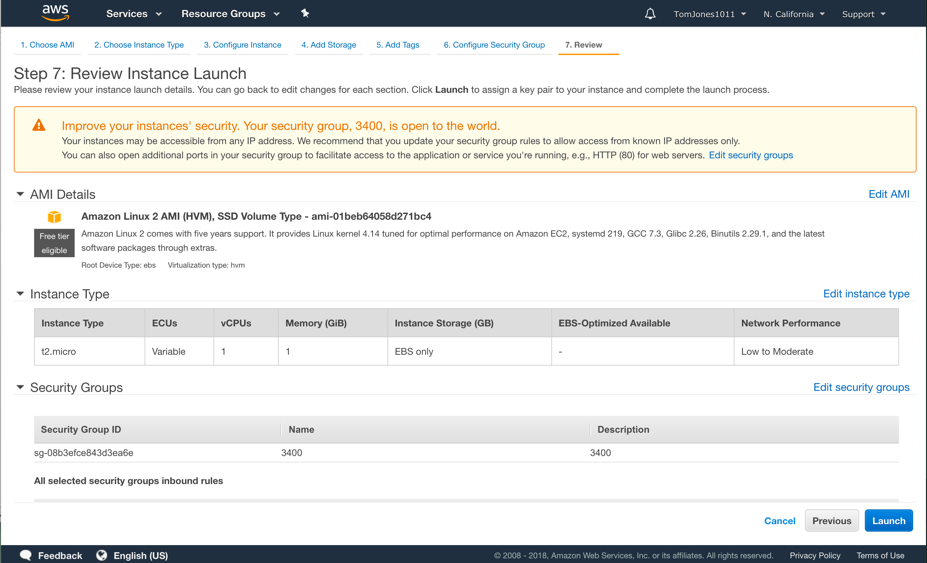 aws
Services
Resource Groups
TomJones1011
N. California
Support
1. Choose AMI
2. Choose Instance Type
3. Configure Instance
4. Add Storage
5. Add Tags
6. Configure Security Group
7. Review
Step 7: Review Instance Launch
Please review your instance launch details. You can go back to edit changes for each section. Click Launch to assign a key pair to your instance and complete the launch process.
Improve your instances' security. Your security group, 3400, is open to the world.
Your instances may be accessible from any IP address. We recommend that you update your security group rules to allow access from known IP addresses only.
You can also open additional ports in your security group to facilitate access to the application or service you're running, e.g., HTTP (80) for web servers. Edit security groups
AMI Details
Edit AMI
Amazon Linux 2 AMI (HVM), SSD Volume Type - ami-01beb64058d271bc4
Free tier
eligible
Amazon Linux 2 comes with five years support. It provides Linux kernel 4.14 tuned for optimal performance on Amazon EC2, systemd 219, GCC 7.3, Glibc 2.26, Binutils 2.29.1, and the latest
software packages through extras.
Root Device Type: ebs Virtualization type: hvm
Instance Type
Edit instance type
Instance Type ECUs vCPUs Memory (GiB) Instance Storage (GB) EBS-Optimized Available Network Performance
t2.micro Variable 1 1 EBS only - Low to Moderate
Security Groups
Edit security groups
Security Group ID Name Description
sg-08b3efce843d3ea6e 3400 3400
All selected security groups inbound rules
Cancel Previous Launch
Feedback English (US) © 2008 - 2018, Amazon Web Services, Inc. or its affiliates. All rights reserved. Privacy Policy Terms of Use